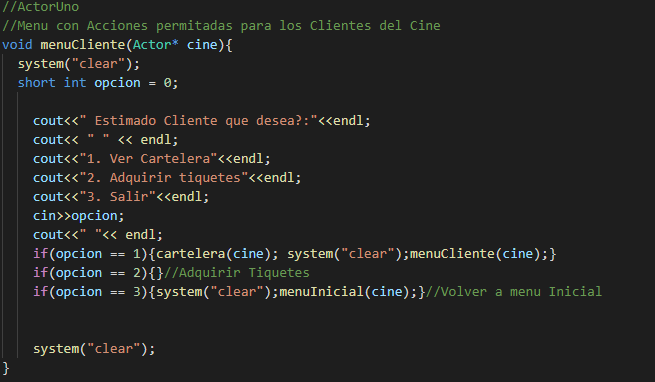 //ActorUno
//Menu con Acciones permitadas para los Clientes del Cine
void menuCliente(Actor* cine){
system("clear");
short int opcion = 0;
cout<<" Estimado Cliente que desea?:"<<endl;
cout<< " " << endl;
cout<<"1. Ver Cartelera"<<endl;
cout<<"2. Adquirir tiquetes"<<endl;
cout<<"3. Salir"<<endl;
cin>>opcion;
cout<<" "<< endl;
if(opcion == 1){cartelera(cine); system("clear");menuCliente(cine);}
if(opcion == 2){}//Adquirir Tiquetes
if(opcion == 3){system("clear");menuInicial(cine);}//Volver a menu Inicial
system("clear");
}